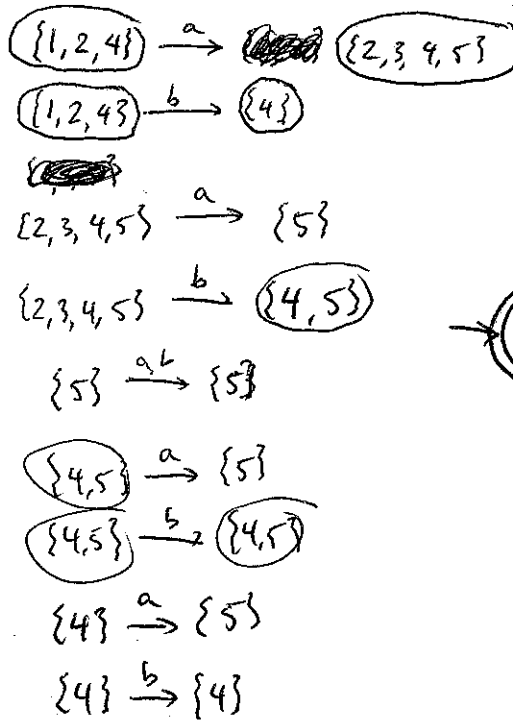 {1, 2, 4} a→ {2, 3, 4, 5}
{1, 2, 4} b→ {4}
{2, 3, 4, 5} a→ {5}
{2, 3, 4, 5} b→ {4, 5}
{5} a,b→ {5}
{4, 5} a→ {5}
{4, 5} b→ {4, 5}
{4} a→ {5}
{4} b→ {4}